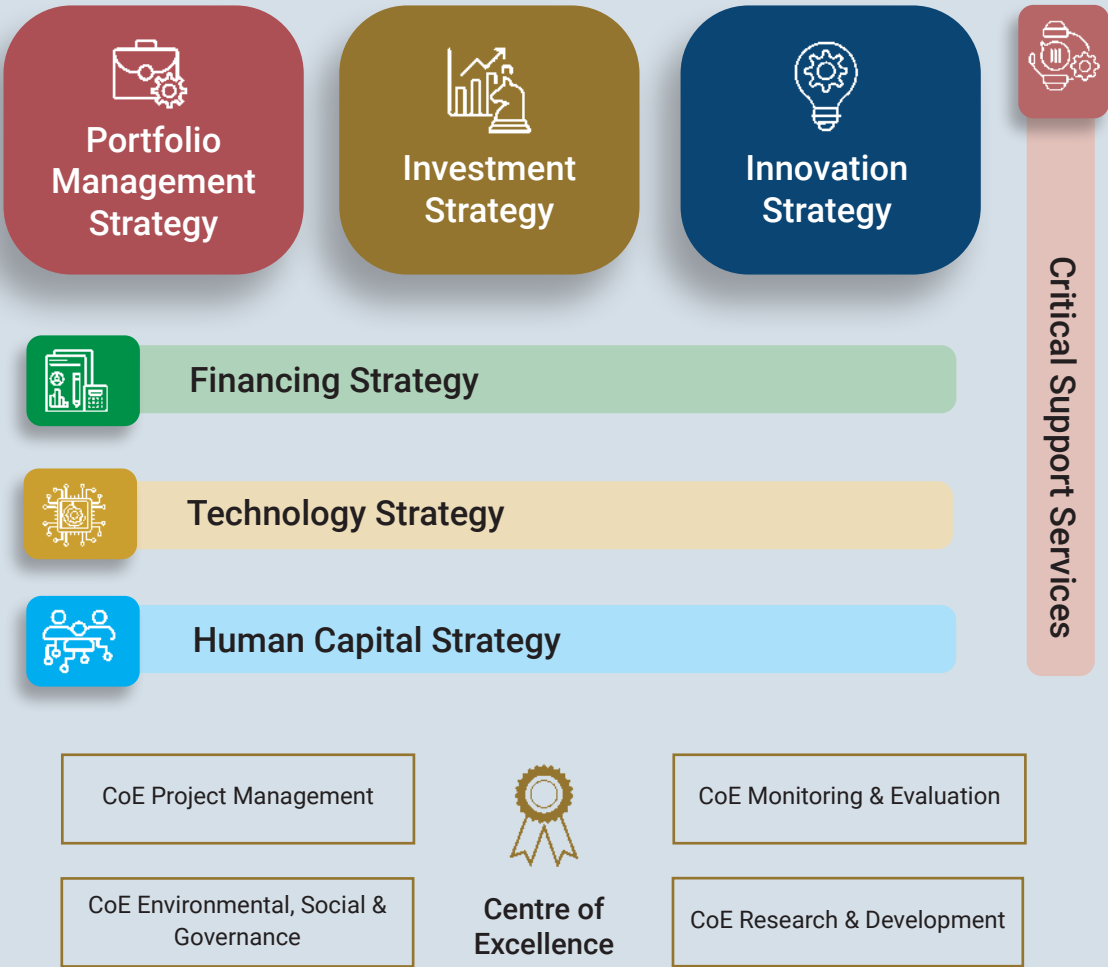 Portfolio
Management
Strategy
Investment
Strategy
Innovation
Strategy
Critical Support Services
Financing Strategy
Technology Strategy
Human Capital Strategy
CoE Project Management
CoE Monitoring & Evaluation
CoE Environmental, Social &
Governance
Centre of
Excellence
CoE Research & Development